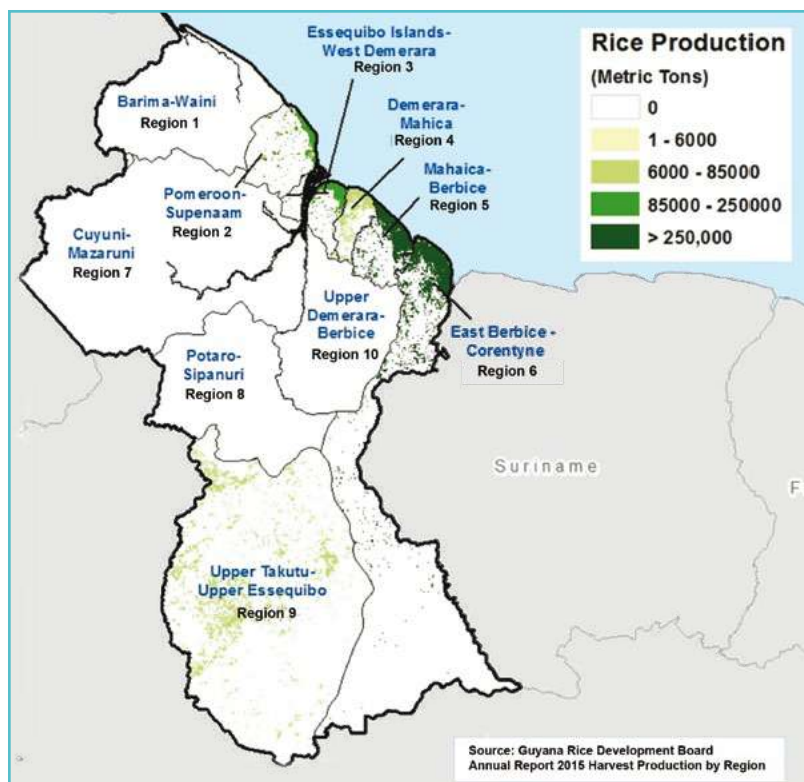 Essequibo Islands-
West Demerara
Region 3
Rice Production
(Metric Tons)
0
1 - 6000
6000 - 85000
85000 - 250000
> 250,000
Barima-Waini
Region 1
Demerara-
Mahica
Region 4
Mahaica-
Berbice
Region 5
Pomeroon-
Supenaam
Region 2
Cuyuni-
Mazaruni
Region 7
Upper
Demerara-
Berbice
Region 10
East Berbice -
Corentyne
Region 6
Potaro-
Sipanuri
Region 8
Suriname
F
Upper Takutu-
Upper Essequibo
Region 9
Source: Guyana Rice Development Board
Annual Report 2015 Harvest Production by Region